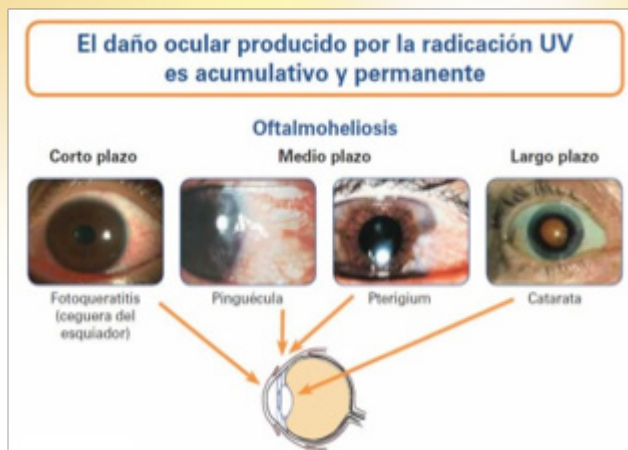 El daño ocular producido por la radicación UV
es acumulativo y permanente
Oftalmoheliosis
Corto plazo
Medio plazo
Largo plazo
Fotoqueratitis
(ceguera del
esquiador)
Pinguécula
Pterigium
Catarata